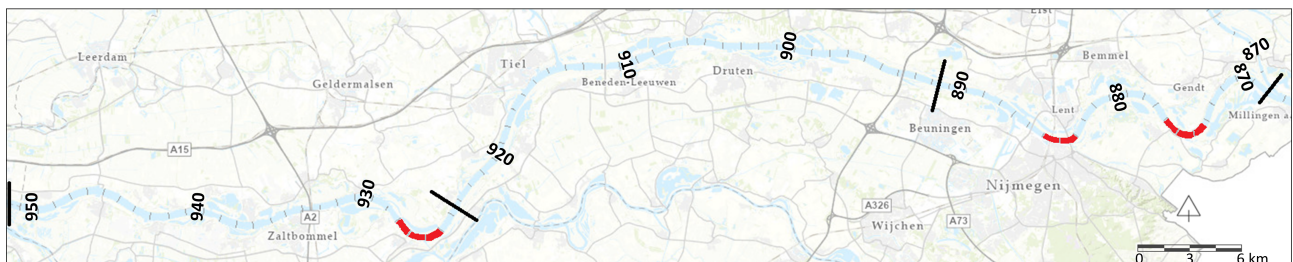 Elst
870
900
Leerdam
Tiel
910
Bemmel
Geldermalsen
Beneden-Leeuwen
Druten
890
880
Gendt
870
Lent
Millingen a
Beuningen
A15
920
Nijmegen
950
940
930
A2
A326
A73
Wijchen
Zaltbommel
0 3 6 km